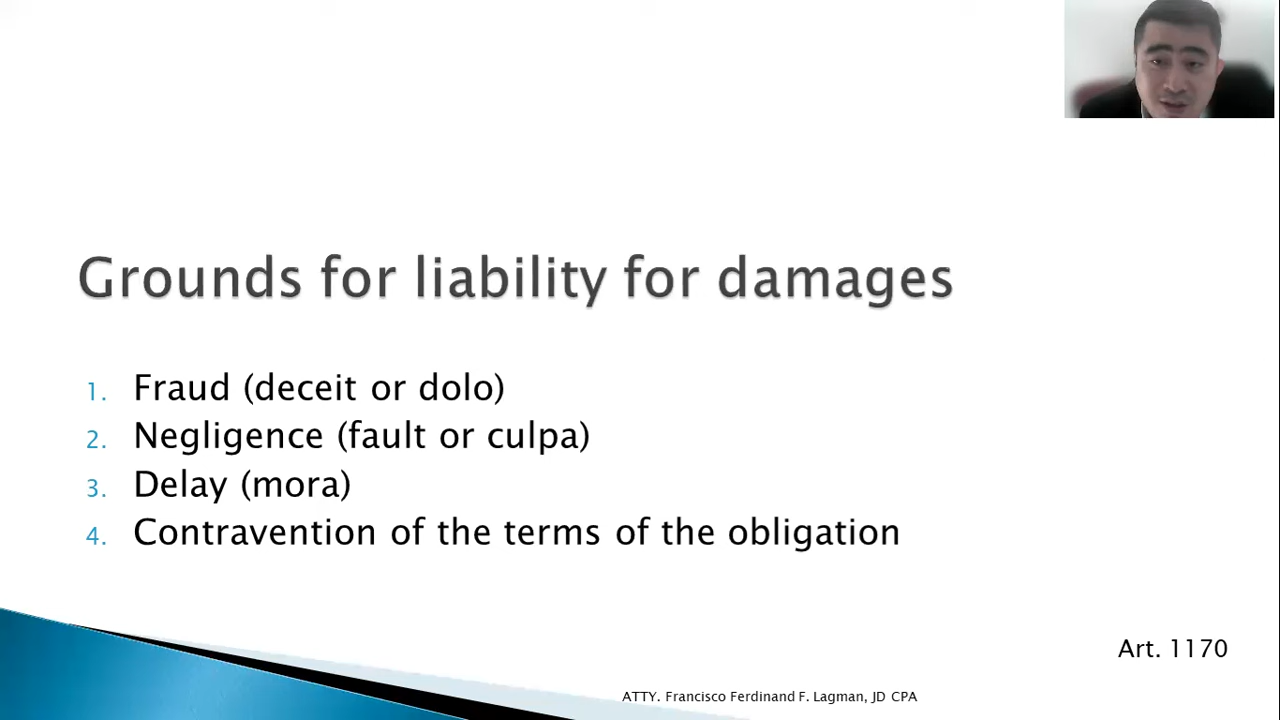 Grounds for liability for damages
1. Fraud (deceit or dolo)
2. Negligence (fault or culpa)
3. Delay (mora)
4. Contravention of the terms of the obligation
Art. 1170
ATTY. Francisco Ferdinand F. Lagman, JD CPA